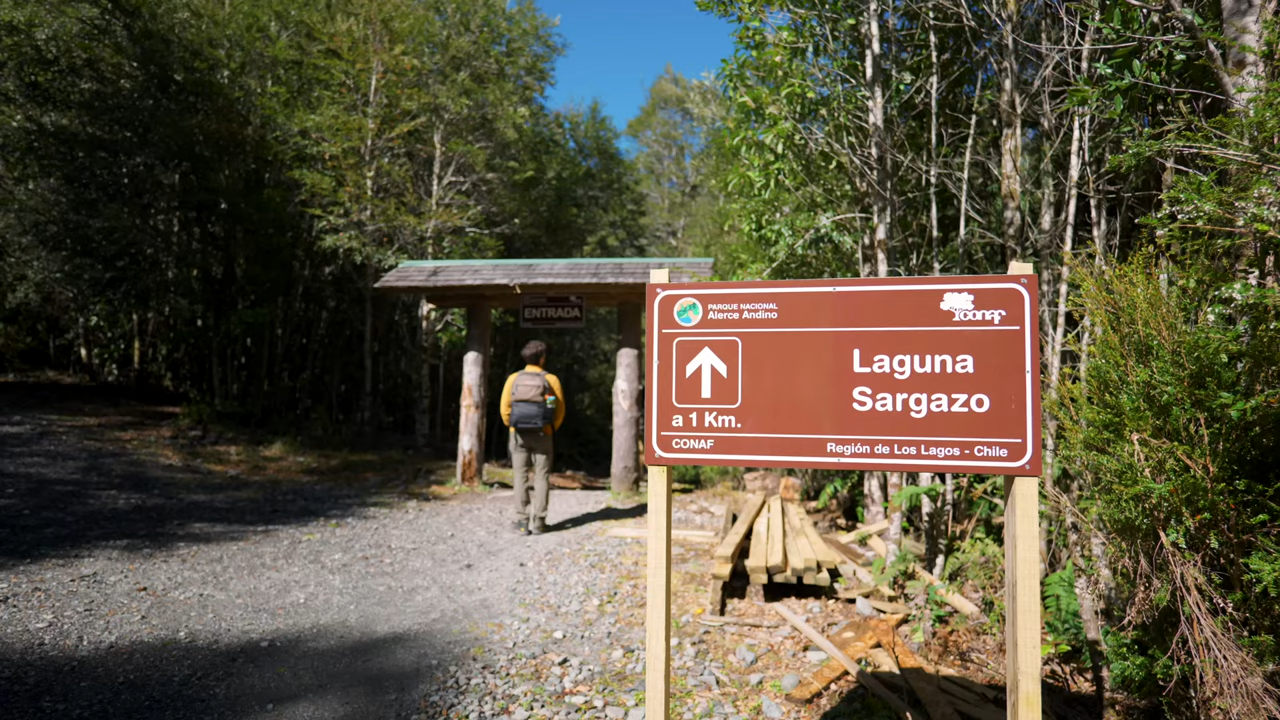 ENTRADA
PARQUE NACIONAL
Alerce Andino
CONAF
Laguna
Sargazo
a 1 Km.
CONAF
Región de Los Lagos - Chile